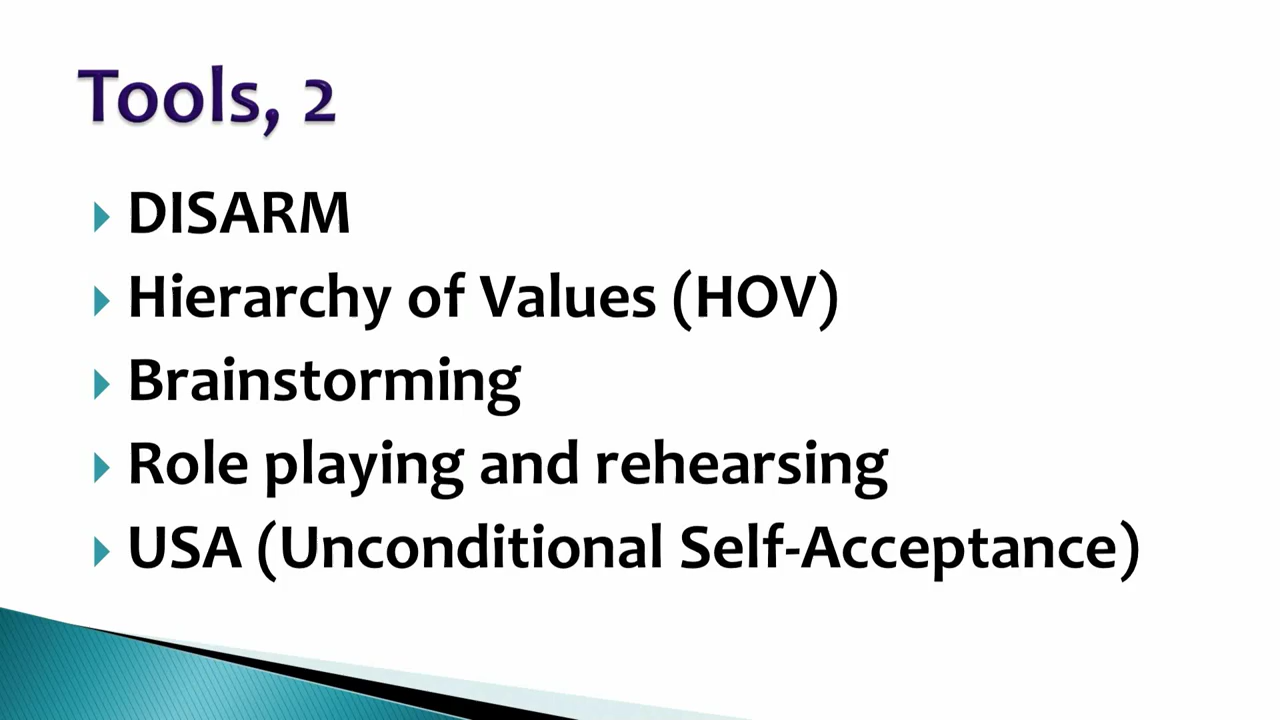 Tools, 2
DISARM
Hierarchy of Values (HOV)
Brainstorming
Role playing and rehearsing
USA (Unconditional Self-Acceptance)